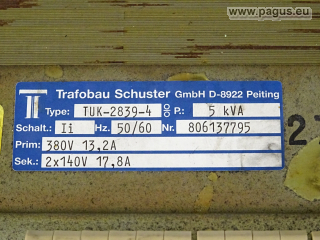 www.pagus.eu
Trafobau Schuster GmbH D-8922 Peiting
Type: TUK-2839-4 P.: 5 kVA
Schalt.: Ii Hz. 50/60 Nr. 806137795
Prim: 380V 13,2A
Sek.: 2x140V 17,8A